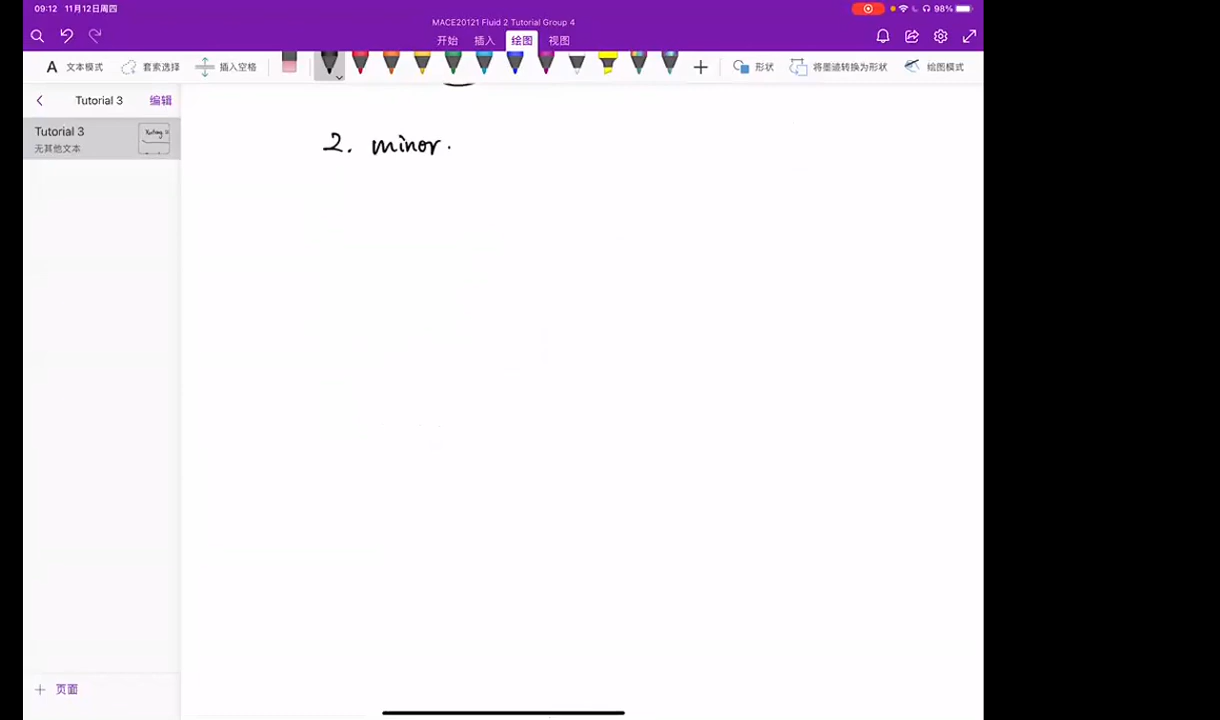 09:12 11月12日周四
98%
MACE20121 Fluid 2 Tutorial Group 4
开始 插入 绘图 视图
A 文本模式 套索选择 插入空格 形状 将墨迹转换为形状 绘图模式
Tutorial 3 编辑
Tutorial 3
无其他文本
2. minor.
页面